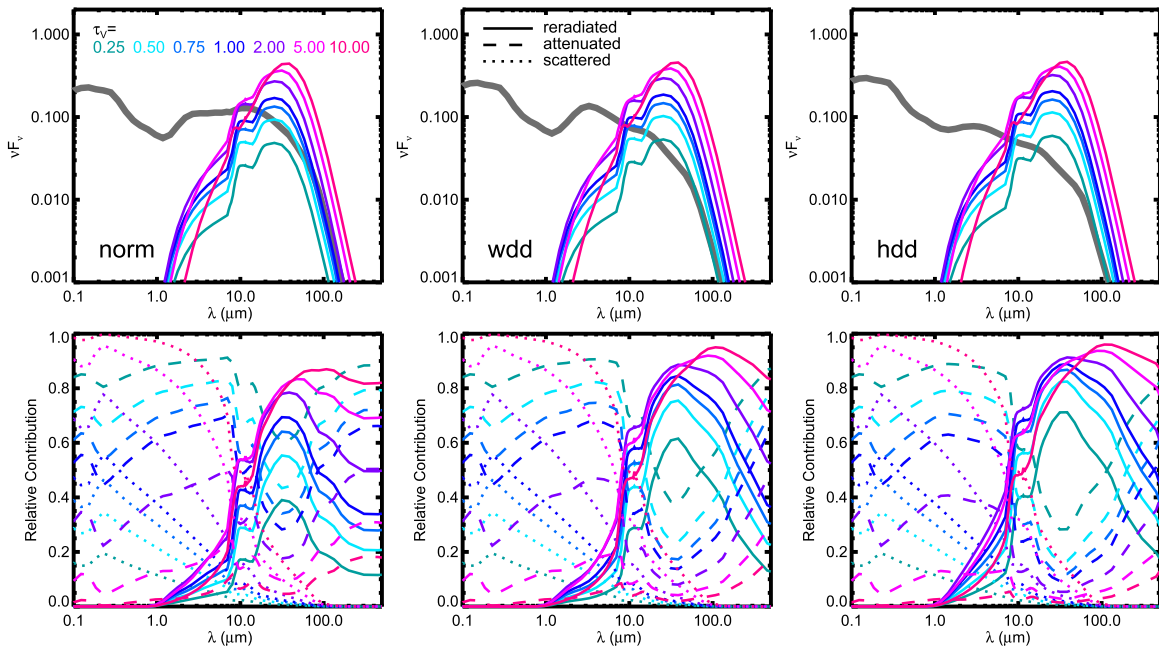 τV=
0.25 0.50 0.75 1.00 2.00 5.00 10.00
reradiated
attenuated
scattered
1.000
0.100
0.010
0.001
νFν
norm
0.1 1.0 10.0 100.0
λ (μm)
1.000
0.100
0.010
0.001
νFν
wdd
0.1 1.0 10.0 100.0
λ (μm)
1.000
0.100
0.010
0.001
νFν
hdd
0.1 1.0 10.0 100.0
λ (μm)
1.0
0.8
0.6
0.4
0.2
0.0
Relative Contribution
0.1 1.0 10.0 100.0
λ (μm)
1.0
0.8
0.6
0.4
0.2
0.0
Relative Contribution
0.1 1.0 10.0 100.0
λ (μm)
1.0
0.8
0.6
0.4
0.2
0.0
Relative Contribution
0.1 1.0 10.0 100.0
λ (μm)